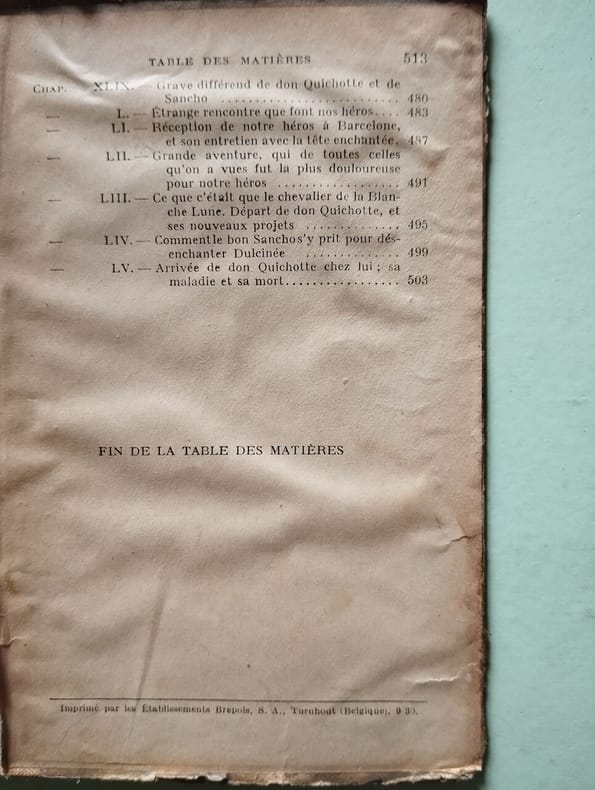 TABLE DES MATIÈRES 513
CHAP. XLIX. — Grave différend de don Quichotte et de
Sancho .......................... 480
— L. — Étrange rencontre que font nos héros.... 483
— LI. — Réception de notre héros à Barcelone,
et son entretien avec la tête enchantée. 487
— LII. — Grande aventure, qui de toutes celles
qu'on a vues fut la plus douloureuse
pour notre héros .................. 491
— LIII. — Ce que c'était que le chevalier de la Blan-
che Lune. Départ de don Quichotte, et
ses nouveaux projets .............. 495
— LIV. — Comment le bon Sancho s'y prit pour dés-
enchanter Dulcinée .............. 499
— LV. — Arrivée de don Quichotte chez lui ; sa
maladie et sa mort................. 503
FIN DE LA TABLE DES MATIÈRES
Imprimé par les Établissements Brepols, S. A., Turnhout (Belgique),